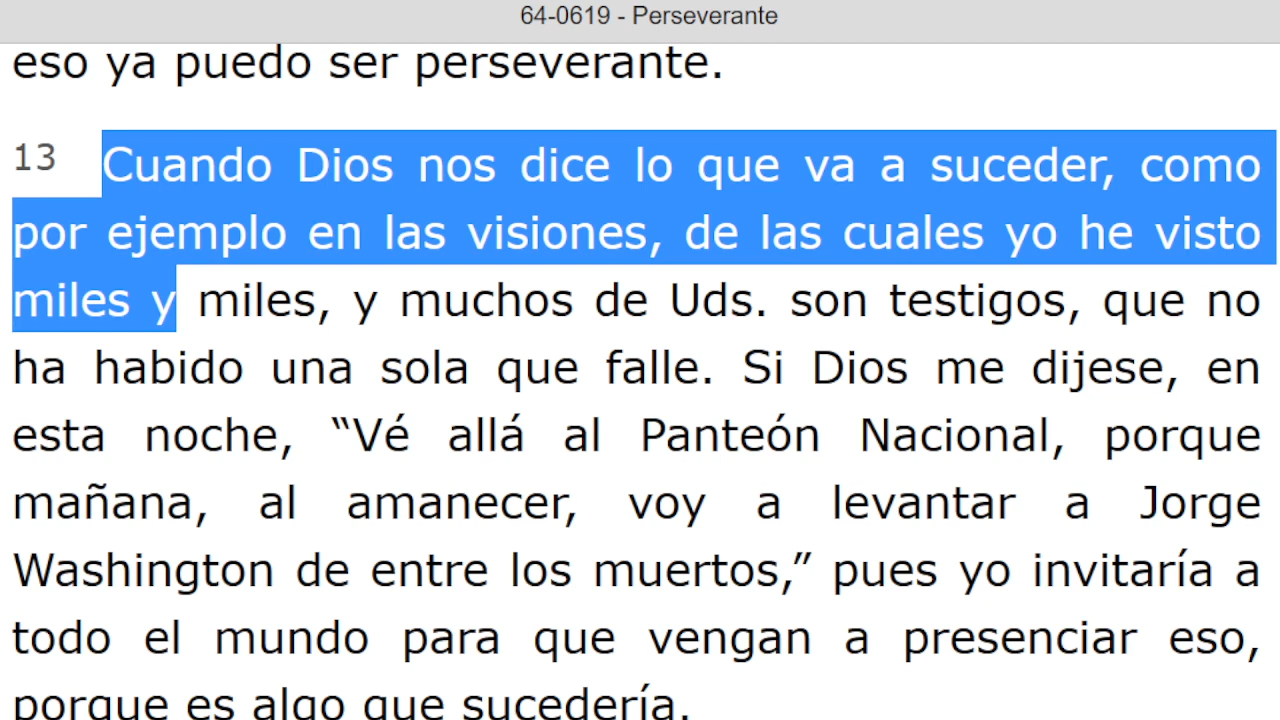 64-0619 - Perseverante
eso ya puedo ser perseverante.
13 Cuando Dios nos dice lo que va a suceder, como
por ejemplo en las visiones, de las cuales yo he visto
miles y miles, y muchos de Uds. son testigos, que no
ha habido una sola que falle. Si Dios me dijese, en
esta noche, “Vé allá al Panteón Nacional, porque
mañana, al amanecer, voy a levantar a Jorge
Washington de entre los muertos,” pues yo invitaría a
todo el mundo para que vengan a presenciar eso,
porque es algo que sucedería.